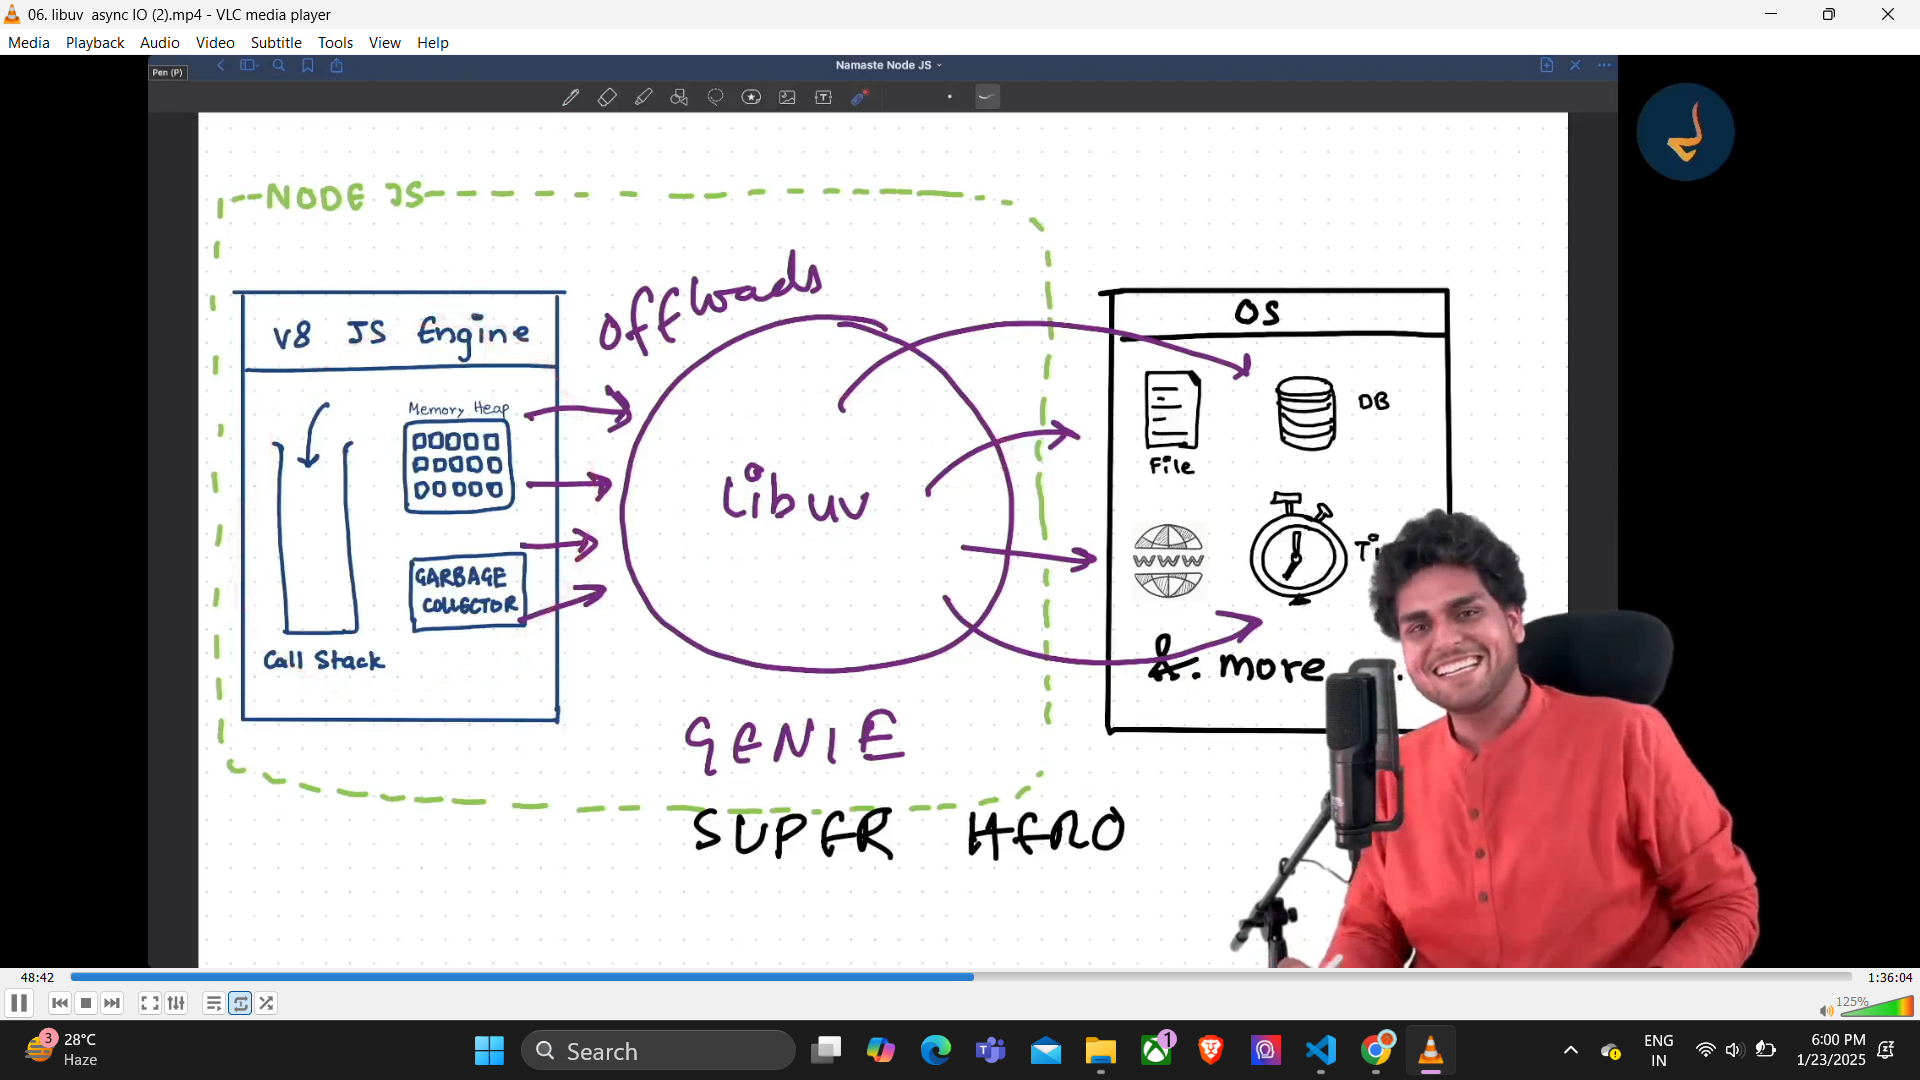 06. libuv  async IO (2).mp4 - VLC media player
Media Playback Audio Video Subtitle Tools View Help
Pen (P)
Namaste Node JS
NODE JS
offloads
V8 JS Engine
OS
Memory Heap
DB
File
Libuv
WWW
Ti
GARBAGE
COLLECTOR
Call Stack
&. more
GENIE
SUPER HERO
48:42
1:36:04
125%
3
28°C
Haze
Search
1
ENG
IN
6:00 PM
1/23/2025